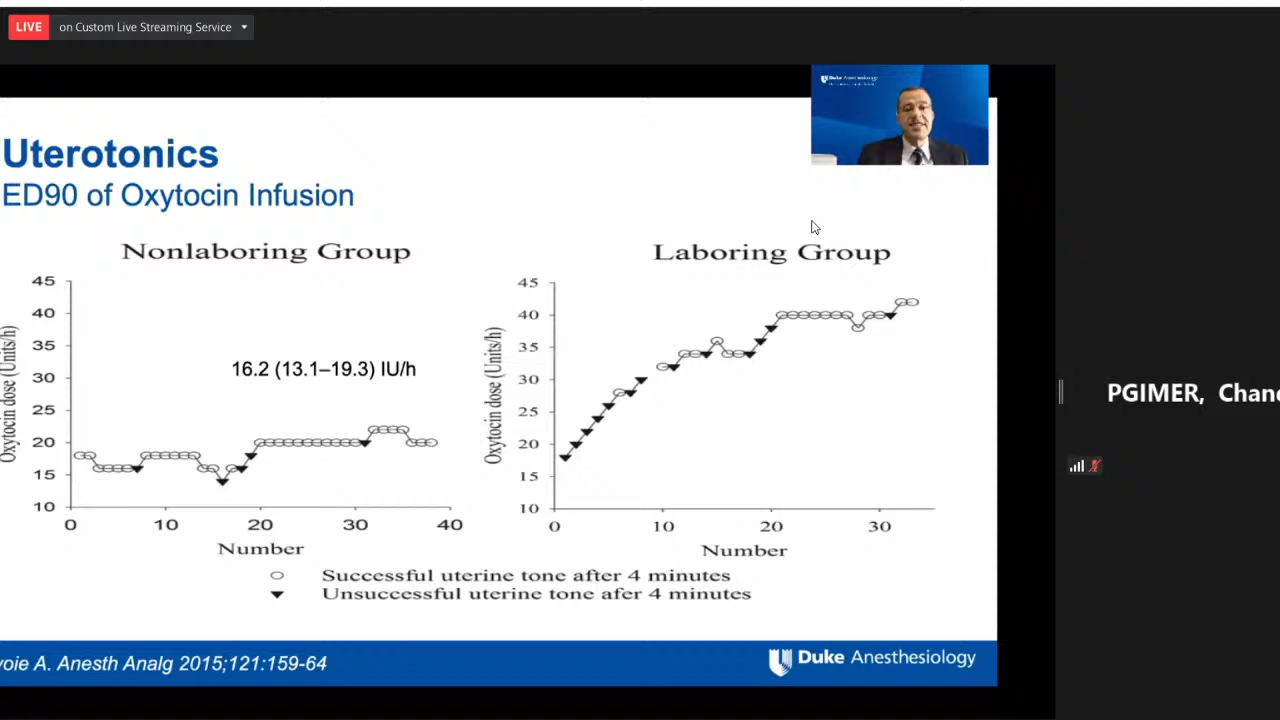 LIVE on Custom Live Streaming Service
Duke Anesthesiology
Uterotonics
ED90 of Oxytocin Infusion
Nonlaboring Group
Laboring Group
45
40
35
30
25
20
15
10
Oxytocin dose (Units/h)
16.2 (13.1–19.3) IU/h
0 10 20 30 40
Number
45
40
35
30
25
20
15
10
Oxytocin dose (Units/h)
0 10 20 30
Number
Successful uterine tone after 4 minutes
Unsuccessful uterine tone afer 4 minutes
voie A. Anesth Analg 2015;121:159-64
Duke Anesthesiology
PGIMER, Chan